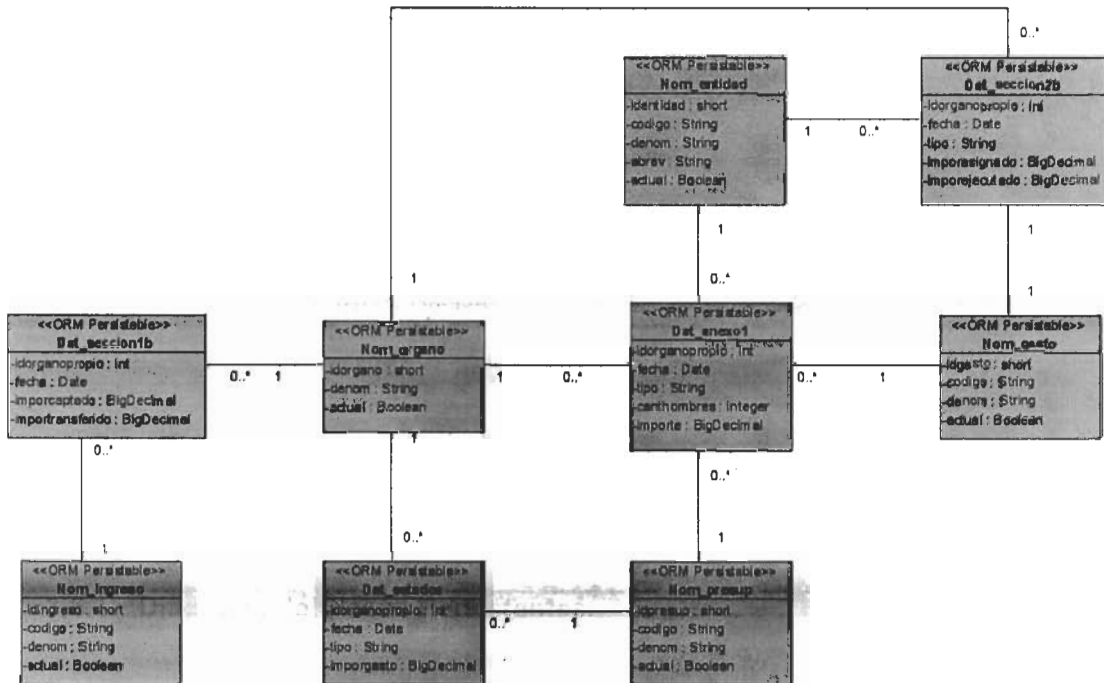 0..*
<<ORM Persistable>>
Nom_entidad
-identidad : short
-codigo : String
-denom : String
-abrev : String
-actual : Boolean
<<ORM Persistable>>
Dat_seccion2b
-idorganopropio : Int
-fecha : Date
-tipo : String
-imporasignado : BigDecimal
-imporejecutado : BigDecimal
1
0..*
1
1
1
0..*
1
<<ORM Persistable>>
Dat_seccion1b
-idorganopropio : Int
-fecha : Date
-imporcaptado : BigDecimal
-importransferido : BigDecimal
0..*
1
<<ORM Persistable>>
Nom_organo
-idorgano : short
-denom : String
-actual : Boolean
1
0..*
<<ORM Persistable>>
Dat_anexo1
-idorganopropio : Int
-fecha : Date
-tipo : String
-canthombres : Integer
-importe : BigDecimal
0..*
1
<<ORM Persistable>>
Nom_gasto
-idgasto : short
-codigo : String
-denom : String
-actual : Boolean
0..*
1
0..*
1
0..*
1
<<ORM Persistable>>
Nom_ingreso
-idingreso : short
-codigo : String
-denom : String
-actual : Boolean
<<ORM Persistable>>
Dat_estados
-idorganopropio : Int
-fecha : Date
-tipo : String
-imporgasto : BigDecimal
0..*
1
<<ORM Persistable>>
Nom_presup
-idpresup : short
-codigo : String
-denom : String
-actual : Boolean